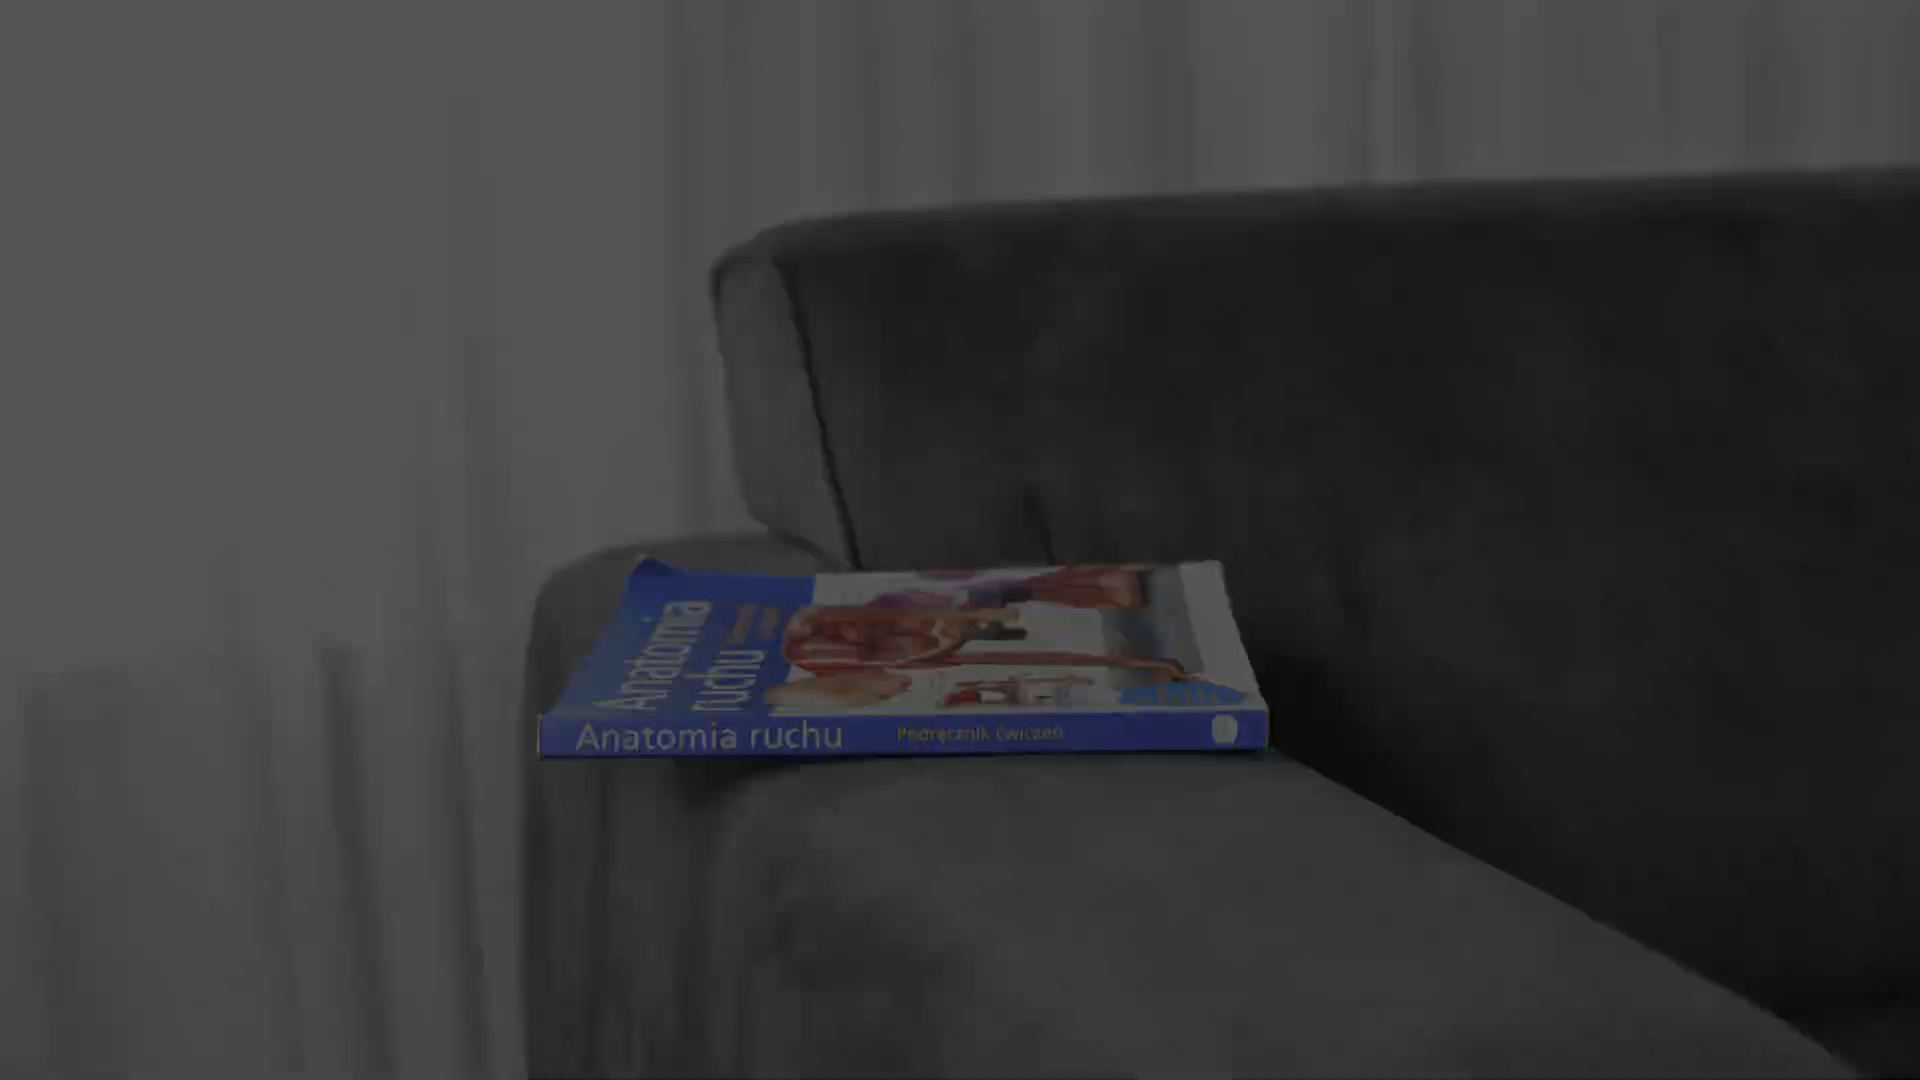 Anatomia
ruchu
Anatomia ruchu
Podręcznik ćwiczeń